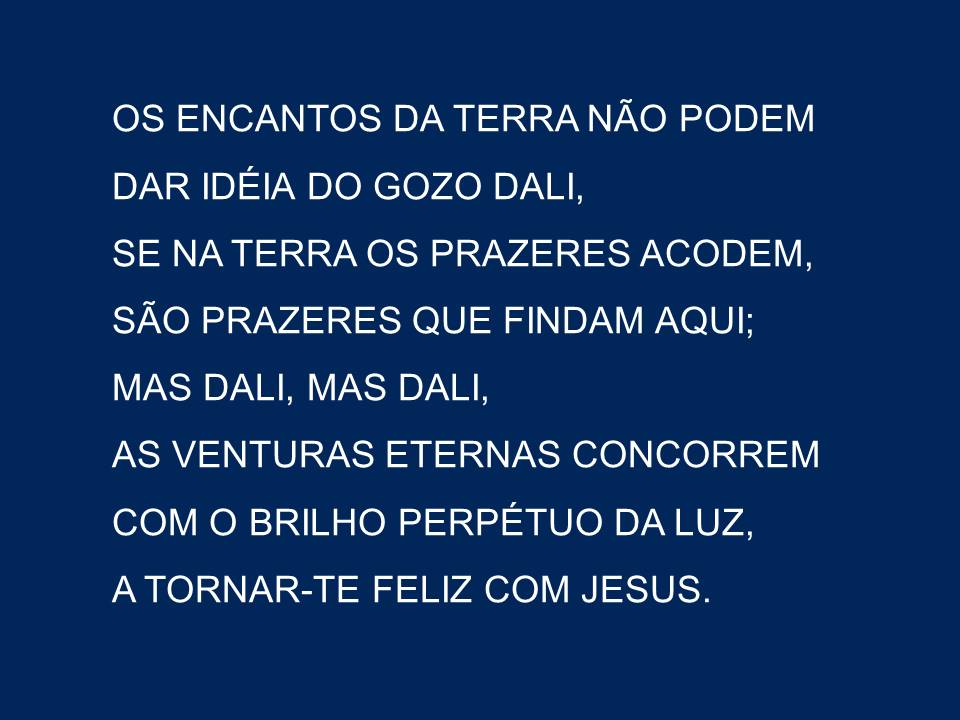 OS ENCANTOS DA TERRA NÃO PODEM
DAR IDÉIA DO GOZO DALI,
SE NA TERRA OS PRAZERES ACODEM,
SÃO PRAZERES QUE FINDAM AQUI;
MAS DALI, MAS DALI,
AS VENTURAS ETERNAS CONCORREM
COM O BRILHO PERPÉTUO DA LUZ,
A TORNAR-TE FELIZ COM JESUS.